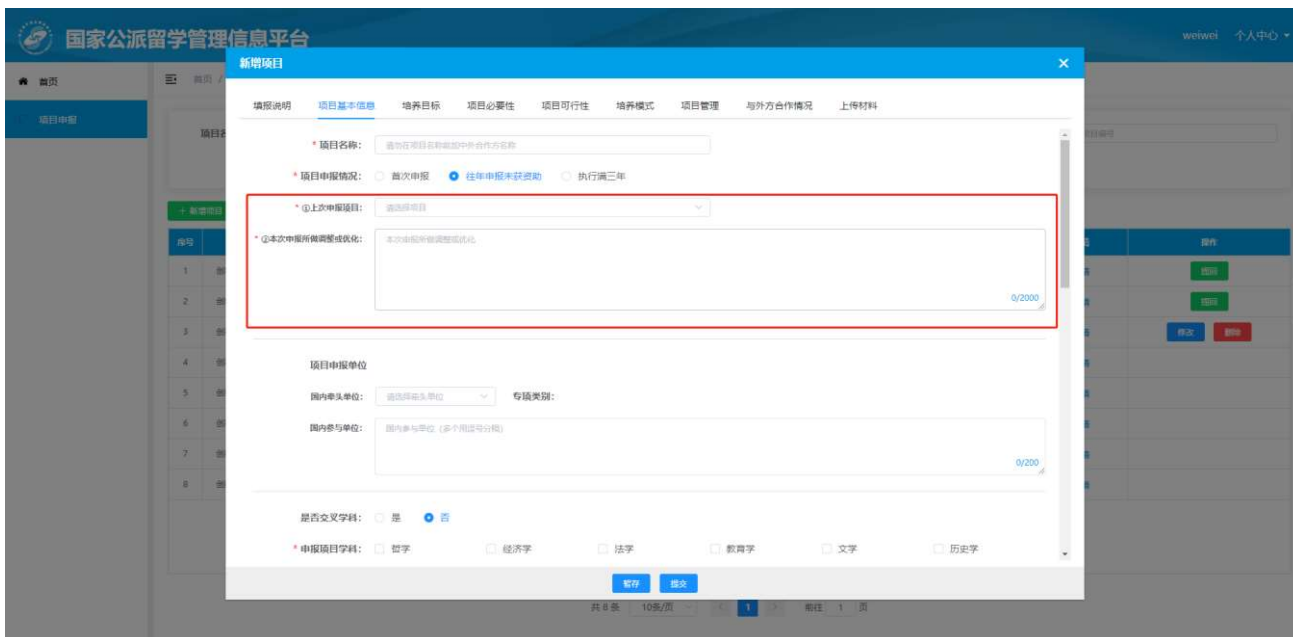 国家公派留学管理信息平台
weiwei 个人中心
首页
首页 /
项目申报
新增项目
填报说明 项目基本信息 培养目标 项目必要性 项目可行性 培养模式 项目管理 与外方合作情况 上传材料
* 项目名称： 请勿在项目名称前加中外合作方名称
* 项目申报情况： 首次申报 往年申报未获资助 执行满三年
* ①上次申报项目： 请选择项目
* ②本次申报所做调整或优化： 本次申报所做调整或优化
0/2000
项目申报单位
国内牵头单位： 请选择牵头单位 专项类别：
国内参与单位： 国内参与单位（多个用逗号分隔）
0/200
是否交叉学科： 是 否
* 申报项目学科： 哲学 经济学 法学 教育学 文学 历史学
暂存 提交
+ 新增项目
序号 操作
1
2
3 修改 删除
4
5
6
7
8
共 8 条 10条/页 1 前往 1 页